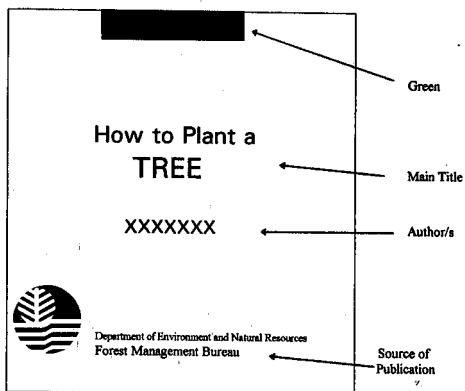 Green
How to Plant a
TREE
Main Title
XXXXXXX
Author/s
Department of Environment and Natural Resources
Forest Management Bureau
Source of
Publication